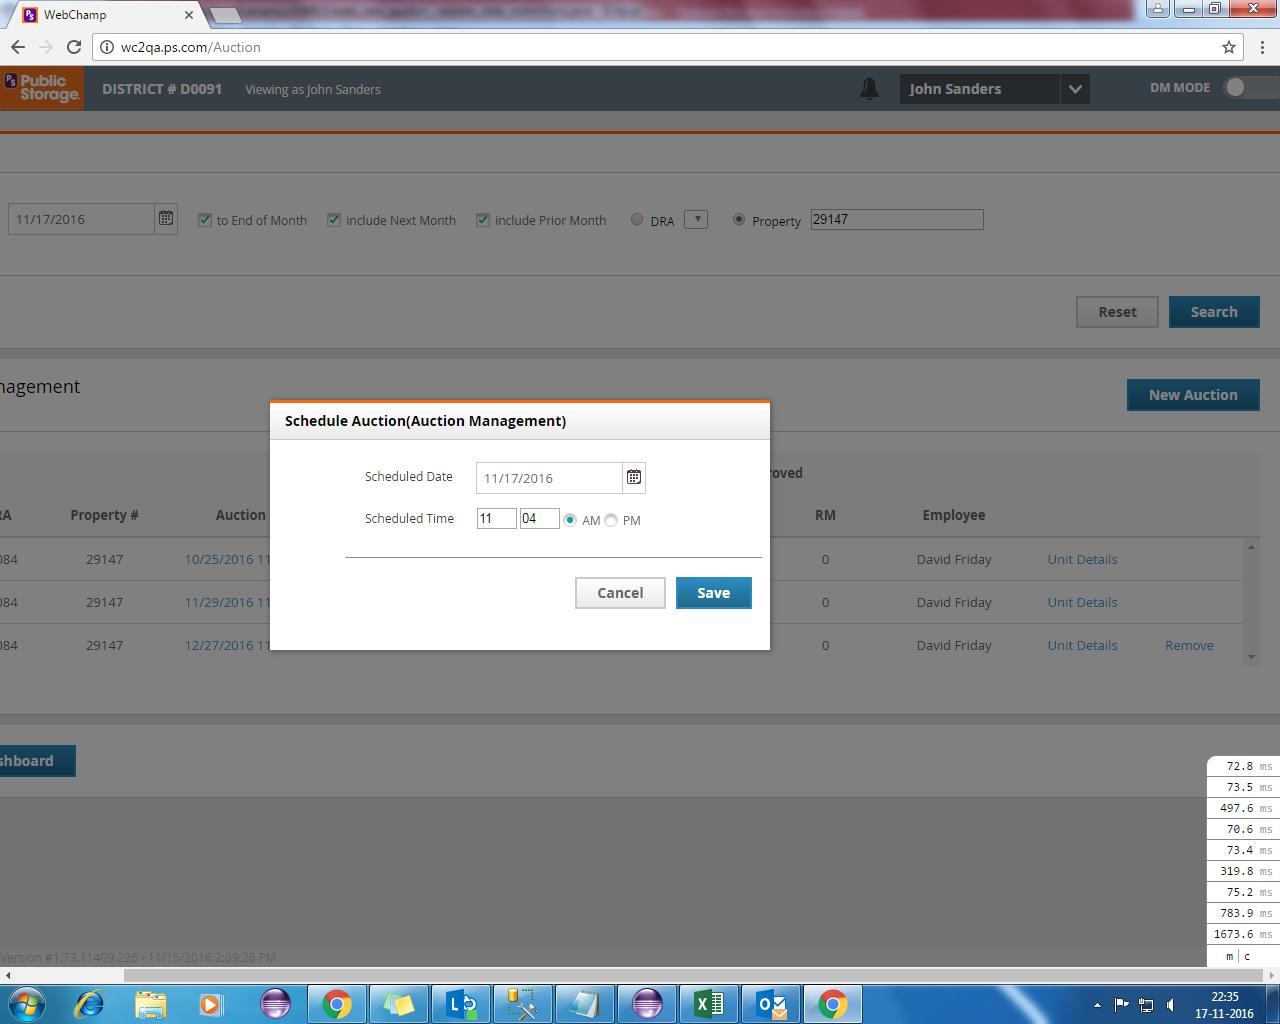 WebChamp
wc2qa.ps.com/Auction
PS Public Storage.
DISTRICT # D0091
Viewing as John Sanders
John Sanders
DM MODE
11/17/2016
to End of Month
include Next Month
include Prior Month
DRA
Property
29147
Reset
Search
nagement
New Auction
Schedule Auction(Auction Management)
Scheduled Date
11/17/2016
Scheduled Time
11
04
AM
PM
Cancel
Save
roved
RA
Property #
Auction
RM
Employee
084
29147
10/25/2016 11
0
David Friday
Unit Details
084
29147
11/29/2016 11
0
David Friday
Unit Details
084
29147
12/27/2016 11
0
David Friday
Unit Details
Remove
shboard
72.8 ms
73.5 ms
497.6 ms
70.6 ms
73.4 ms
319.8 ms
75.2 ms
783.9 ms
1673.6 ms
m c
Version #1.73.11409.226 - 11/15/2016 2:09:26 PM
22:35
17-11-2016